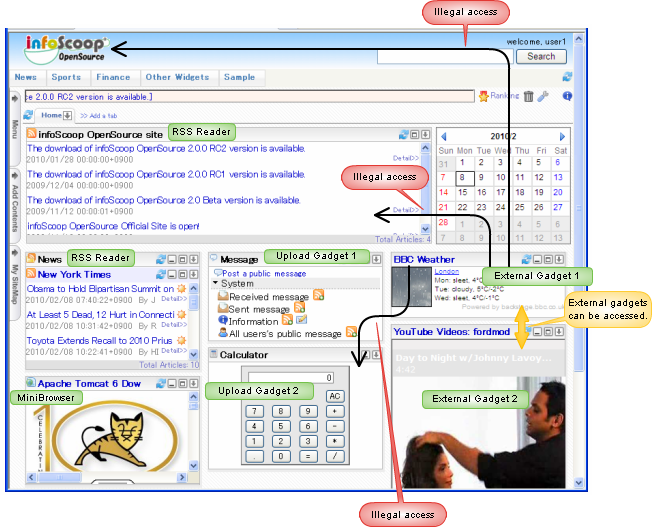 Illegal access
infoScoop
OpenSource
welcome, user1
Search
News Sports Finance Other Widgets Sample
ce 2.0.0 RC2 version is available.]
Ranking
Home >> Add a tab
Menu
Add Contents
My SiteMap
infoScoop OpenSource site
RSS Reader
The download of infoScoop OpenSource 2.0.0 RC2 version is available.
2010/01/28 00:00:00+0900
Detail>>
The download of infoScoop OpenSource 2.0.0 RC1 version is available.
2009/12/04 00:00:00+0900
The download of infoScoop OpenSource 2.0 Beta version is available.
2009/11/12 00:00:01+0900
Detail>>
infoScoop OpenSource Official Site is open!
Total Articles: 4
Illegal access
2010/2
Sun Mon Tue Wed Thu Fri Sat
31 1 2 3 4 5 6
7 8 9 10 11 12 13
14 15 16 17 18 19 20
21 22 23 24 25 26 27
28 1 2 3 4 5 6
7 8 9 10 11 12 13
News
RSS Reader
New York Times
Obama to Hold Bipartisan Summit on
2010/02/08 07:40:22+0900 By J Detail>>
At Least 5 Dead, 12 Hurt in Connecti
2010/02/08 10:31:42+0900 By R Detail>>
Toyota Extends Recall to 2010 Prius
2010/02/08 10:22:41+0900 By HI Detail>>
Total Articles: 10
Message
Upload Gadget 1
Post a public message
System
Received message
Sent message
Information
All users's public message
BBC Weather
External Gadget 1
London
Mon: sleet, 4°C
Tue: cloudy, 5°C/-2°C
Wed: sleet, 4°C/-1°C
Powered by backstage.bbc.co.uk
External gadgets
can be accessed.
YouTube Videos: fordmod
Day to Night w/Johnny Lavoy...
4:42
External Gadget 2
Apache Tomcat 6 Dow
MiniBrowser
CELEBRATIN
Calculator
Upload Gadget 2
0
AC
7 8 9 +
4 5 6 -
1 2 3 *
. 0 = /
Illegal access